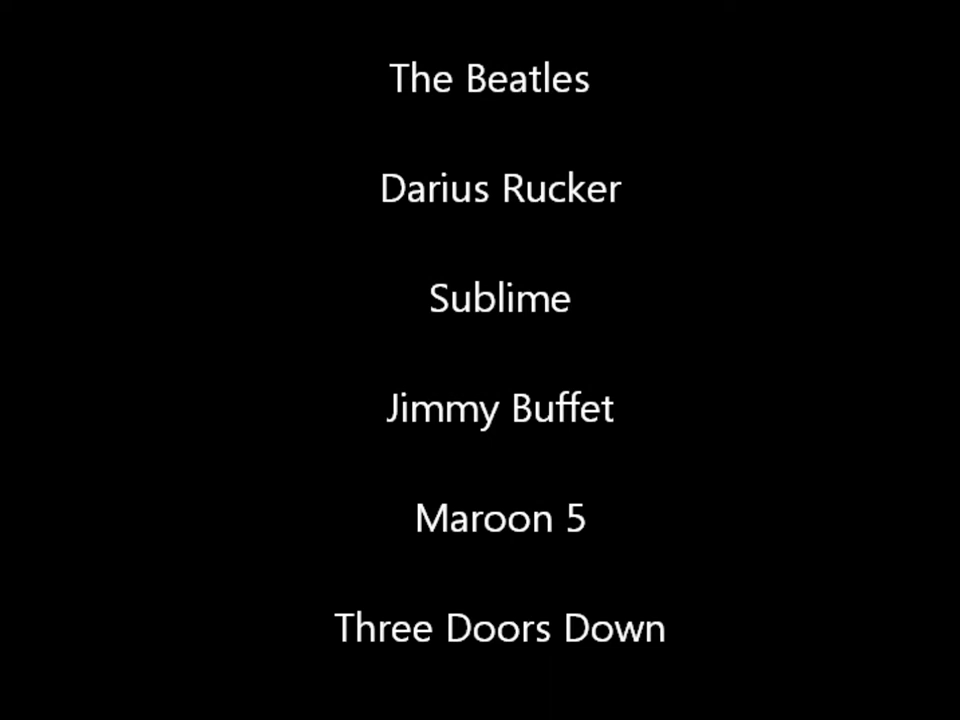 The Beatles
Darius Rucker
Sublime
Jimmy Buffet
Maroon 5
Three Doors Down